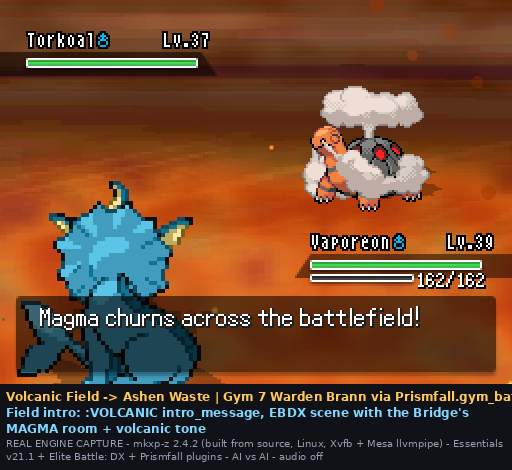 Torkoal Lv.37
Vaporeon Lv.39
162/162
Magma churns across the battlefield!
Volcanic Field -> Ashen Waste | Gym 7 Warden Brann via Prismfall.gym_ba
Field intro: :VOLCANIC intro_message, EBDX scene with the Bridge's
MAGMA room + volcanic tone
REAL ENGINE CAPTURE - mkxp-z 2.4.2 (built from source, Linux, Xvfb + Mesa llvmpipe) - Essentials
v21.1 + Elite Battle: DX + Prismfall plugins - AI vs AI - audio off